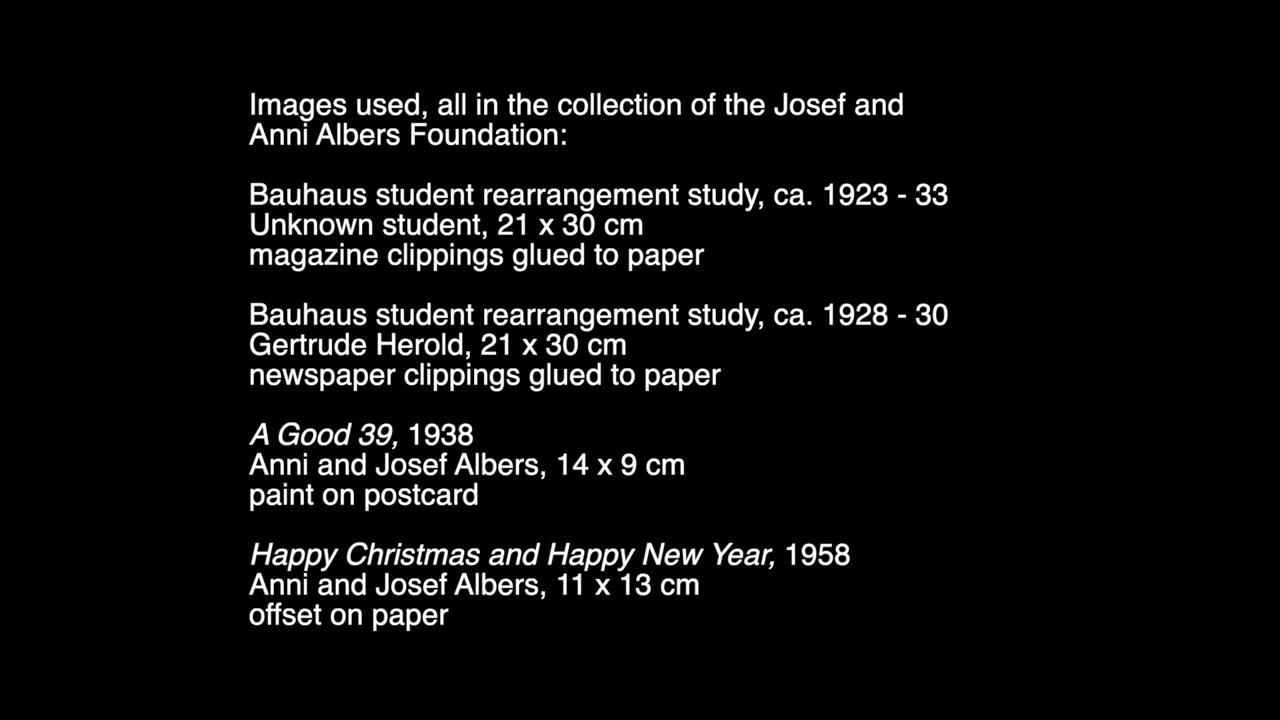 Images used, all in the collection of the Josef and
Anni Albers Foundation:
Bauhaus student rearrangement study, ca. 1923 - 33
Unknown student, 21 x 30 cm
magazine clippings glued to paper
Bauhaus student rearrangement study, ca. 1928 - 30
Gertrude Herold, 21 x 30 cm
newspaper clippings glued to paper
A Good 39, 1938
Anni and Josef Albers, 14 x 9 cm
paint on postcard
Happy Christmas and Happy New Year, 1958
Anni and Josef Albers, 11 x 13 cm
offset on paper